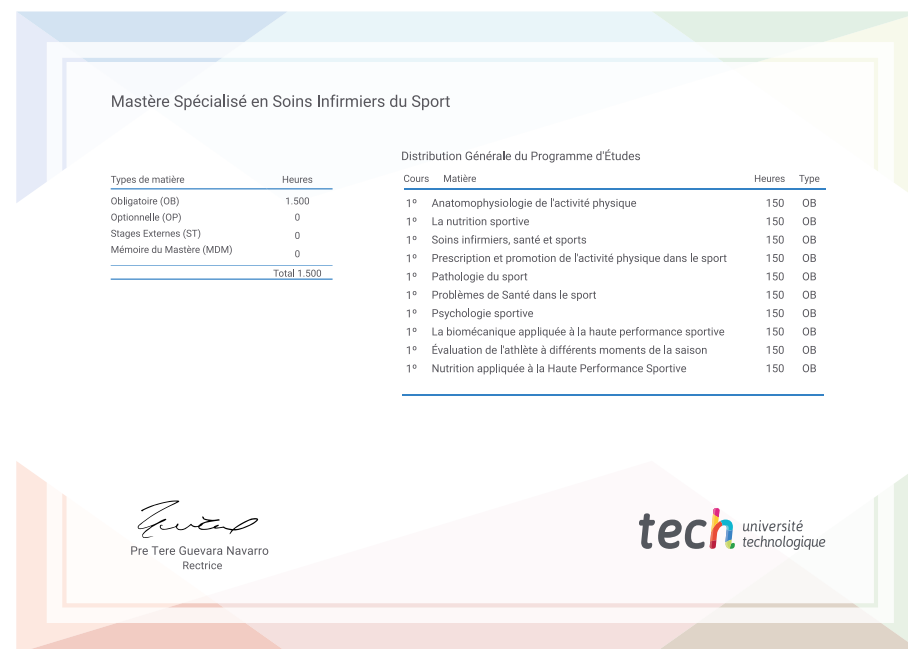 Mastère Spécialisé en Soins Infirmiers du Sport
Types de matière Heures
Obligatoire (OB) 1.500
Optionnelle (OP) 0
Stages Externes (ST) 0
Mémoire du Mastère (MDM) 0
Total 1.500
Distribution Générale du Programme d'Études
Cours Matière Heures Type
1º Anatomophysiologie de l'activité physique 150 OB
1º La nutrition sportive 150 OB
1º Soins infirmiers, santé et sports 150 OB
1º Prescription et promotion de l'activité physique dans le sport 150 OB
1º Pathologie du sport 150 OB
1º Problèmes de Santé dans le sport 150 OB
1º Psychologie sportive 150 OB
1º La biomécanique appliquée à la haute performance sportive 150 OB
1º Évaluation de l'athlète à différents moments de la saison 150 OB
1º Nutrition appliquée à la Haute Performance Sportive 150 OB
Pre Tere Guevara Navarro
Rectrice
tech université
technologique